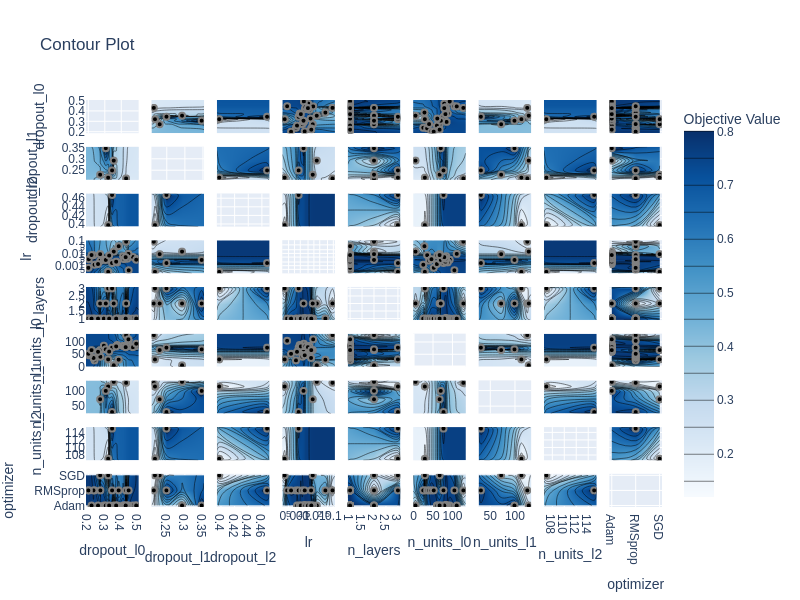 Contour Plot
Objective Value
0.8
0.7
0.6
0.5
0.4
0.3
0.2
dropout_l0
0.5
0.4
0.3
0.2
dropout_l1
0.35
0.3
0.25
dropout_l2
0.46
0.44
0.42
0.4
lr
0.1
0.01
0.001
n_layers
3
2.5
2
1.5
1
n_units_l0
100
50
0
n_units_l1
100
50
n_units_l2
114
112
110
108
optimizer
SGD
RMSprop
Adam
0.2
0.3
0.4
0.5
dropout_l0
0.25
0.3
0.35
dropout_l1
0.4
0.42
0.44
0.46
dropout_l2
lr
1
1.5
2
2.5
3
n_layers
0
50
100
n_units_l0
50
100
n_units_l1
108
110
112
114
n_units_l2
Adam
RMSprop
SGD
optimizer